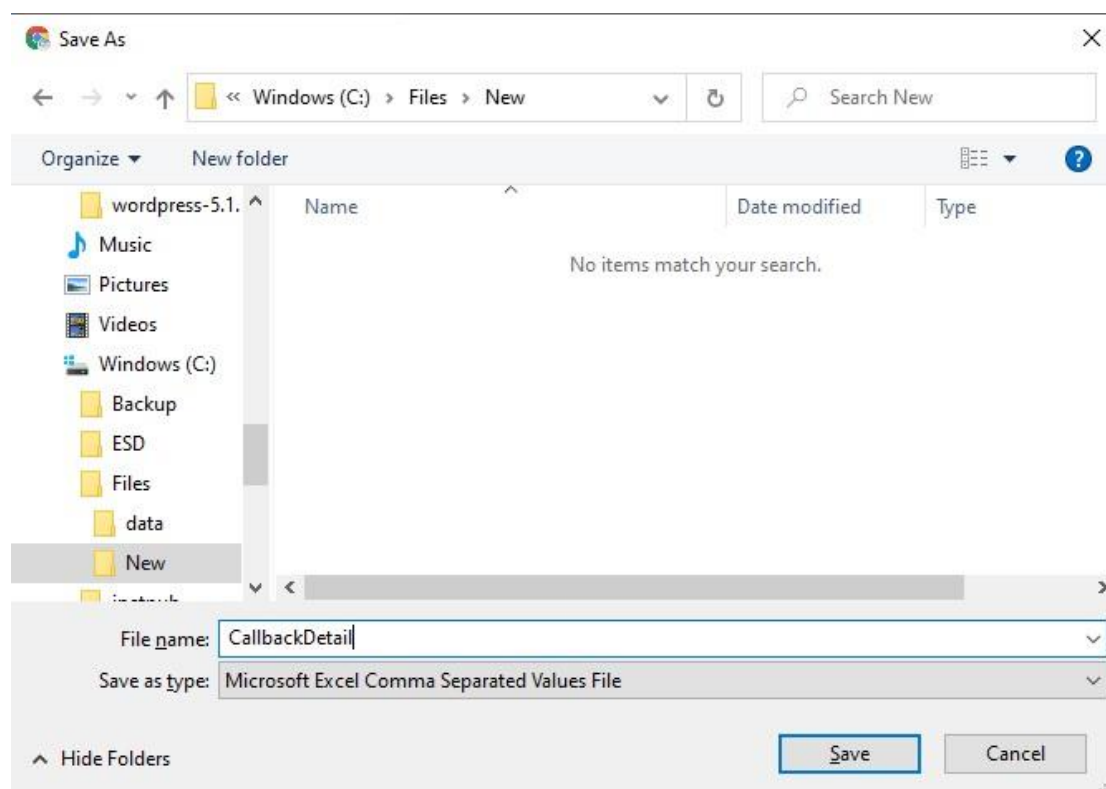 Save As
« Windows (C:) › Files › New
Search New
Organize
New folder
wordpress-5.1.
Name
Date modified
Type
Music
No items match your search.
Pictures
Videos
Windows (C:)
Backup
ESD
Files
data
New
File name: CallbackDetail
Save as type: Microsoft Excel Comma Separated Values File
Hide Folders
Save
Cancel